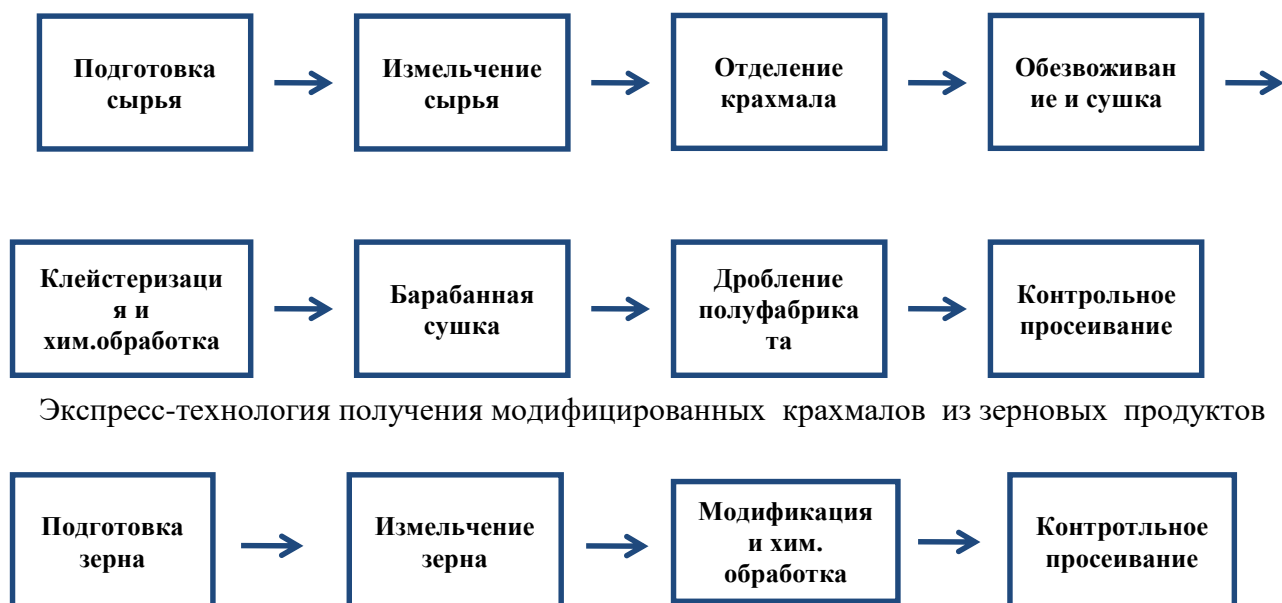 Подготовка
сырья
Измельчение
сырья
Отделение
крахмала
Обезвоживан
ие и сушка
Клейстеризаци
я и
хим.обработка
Барабанная
сушка
Дробление
полуфабрика
та
Контрольное
просеивание
Экспресс-технология получения модифицированных крахмалов из зерновых продуктов
Подготовка
зерна
Измельчение
зерна
Модификация
и хим.
обработка
Контротльное
просеивание